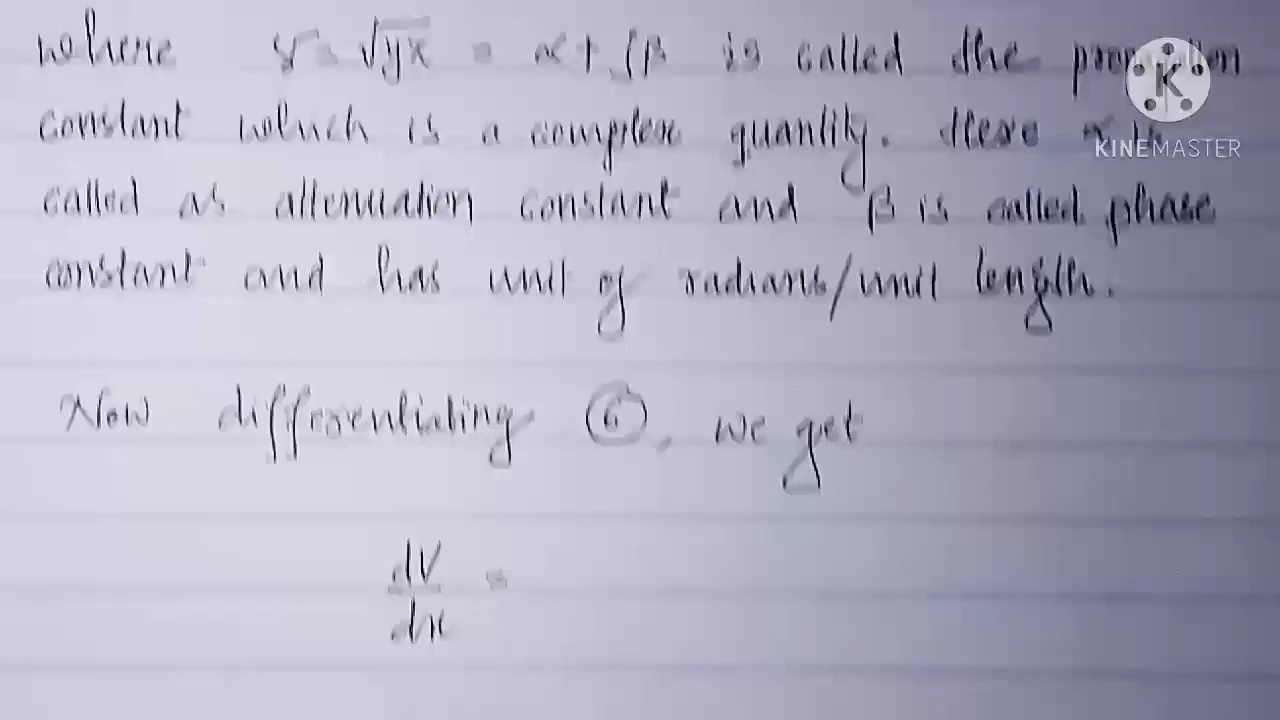 where γ = √yx = α + jβ is called the propagation
constant which is a complex quantity. Here α is
called as attenuation constant and β is called phase
constant and has unit of radians/unit length.
Now differentiating ⑥, we get
dV
=
dx
K
KINEMASTER